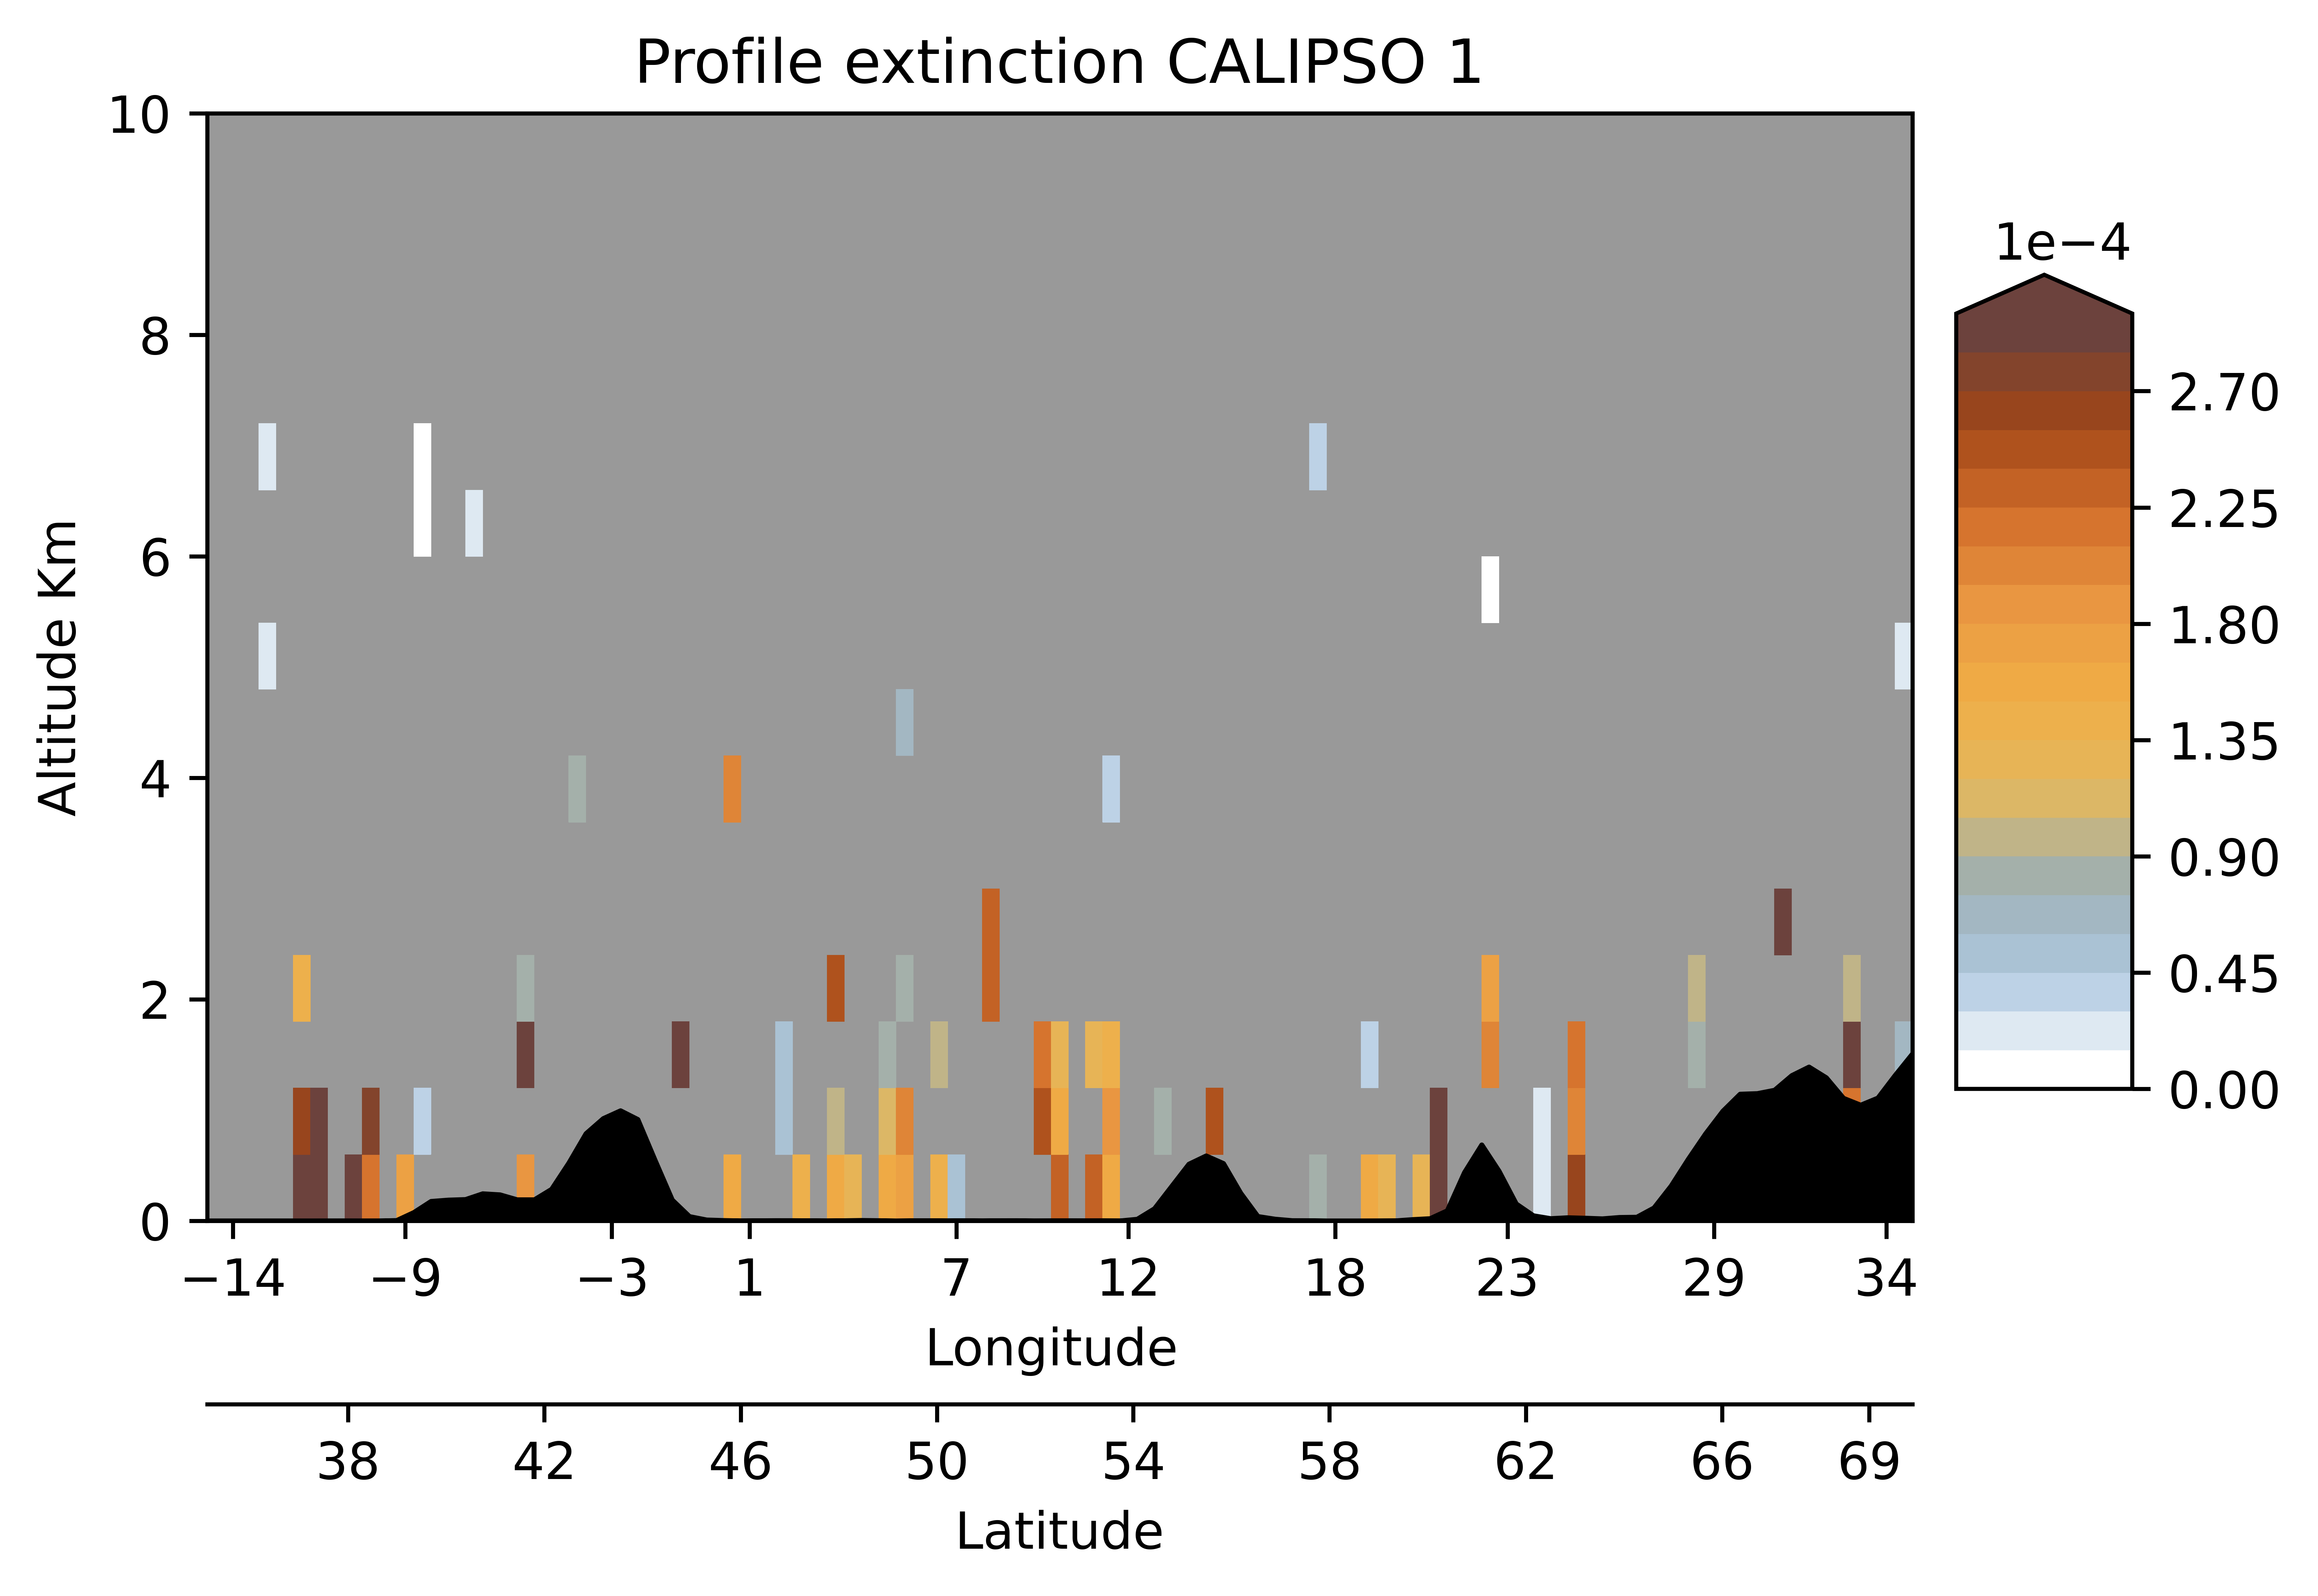 Profile extinction CALIPSO 1
10
8
6
4
2
0
Altitude Km
−14 −9 −3 1 7 12 18 23 29 34
Longitude
38 42 46 50 54 58 62 66 69
Latitude
1e−4
2.70
2.25
1.80
1.35
0.90
0.45
0.00